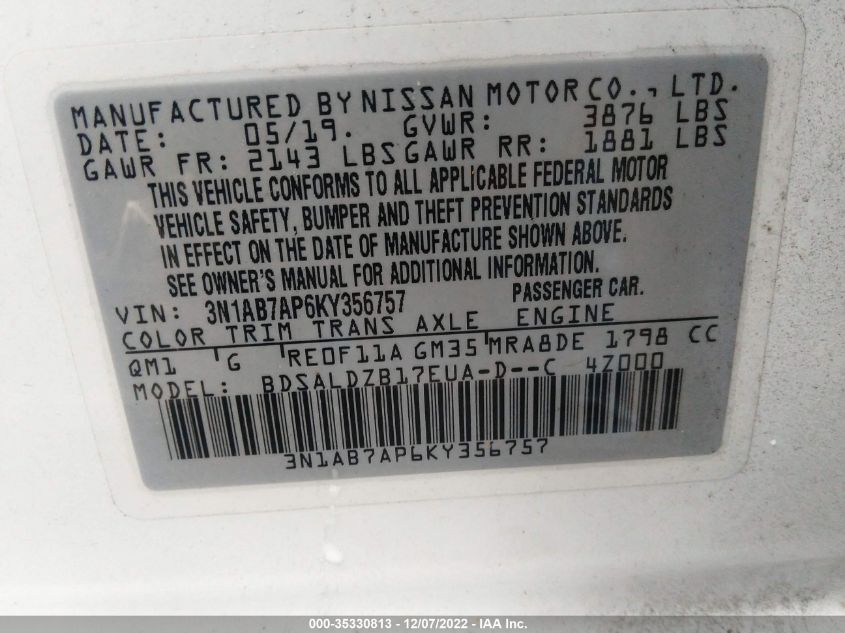 MANUFACTURED BY NISSAN MOTOR CO., LTD.
DATE: 05/19. GVWR: 3876 LBS
GAWR FR: 2143 LBS GAWR RR: 1881 LBS
THIS VEHICLE CONFORMS TO ALL APPLICABLE FEDERAL MOTOR
VEHICLE SAFETY, BUMPER AND THEFT PREVENTION STANDARDS
IN EFFECT ON THE DATE OF MANUFACTURE SHOWN ABOVE.
SEE OWNER'S MANUAL FOR ADDITIONAL INFORMATION.
VIN: 3N1AB7AP6KY356757 PASSENGER CAR.
COLOR TRIM TRANS AXLE ENGINE
QM1 G RE0F11A GM35 MRA8DE 1798 CC
MODEL: BDSALDZB17EUA-D--C 4Z000
3N1AB7AP6KY356757
000-35330813 - 12/07/2022 - IAA Inc.